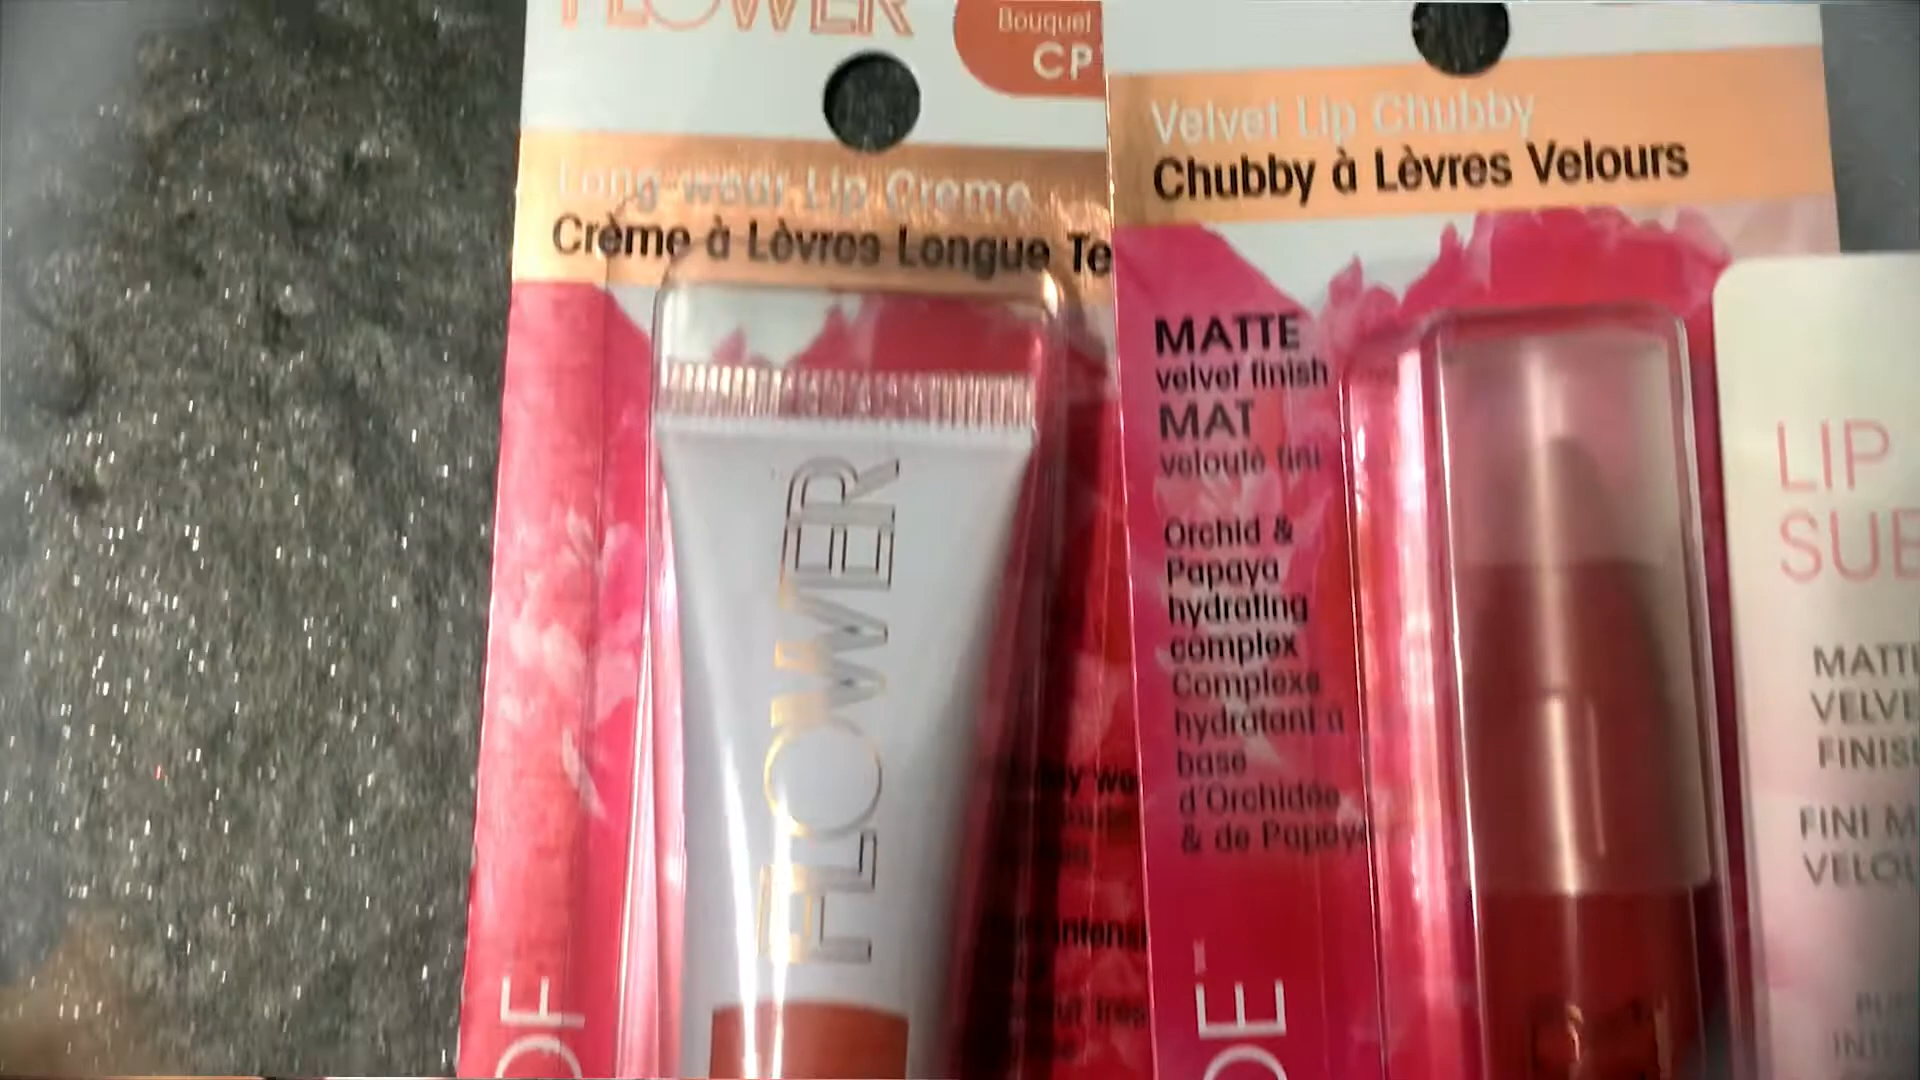 FLOWER
Bouquet
CP
Long-wear Lip Creme
Crème à Lèvres Longue Te
FLOWER
Velvet Lip Chubby
Chubby à Lèvres Velours
MATTE
velvet finish
MAT
velouté fini
Orchid &
Papaya
hydrating
complex
Complexe
hydratant à
base
d'Orchidée
& de Papaye
LIP
SUE
MATTE
VELVE
FINIS
FINI M
VELOU